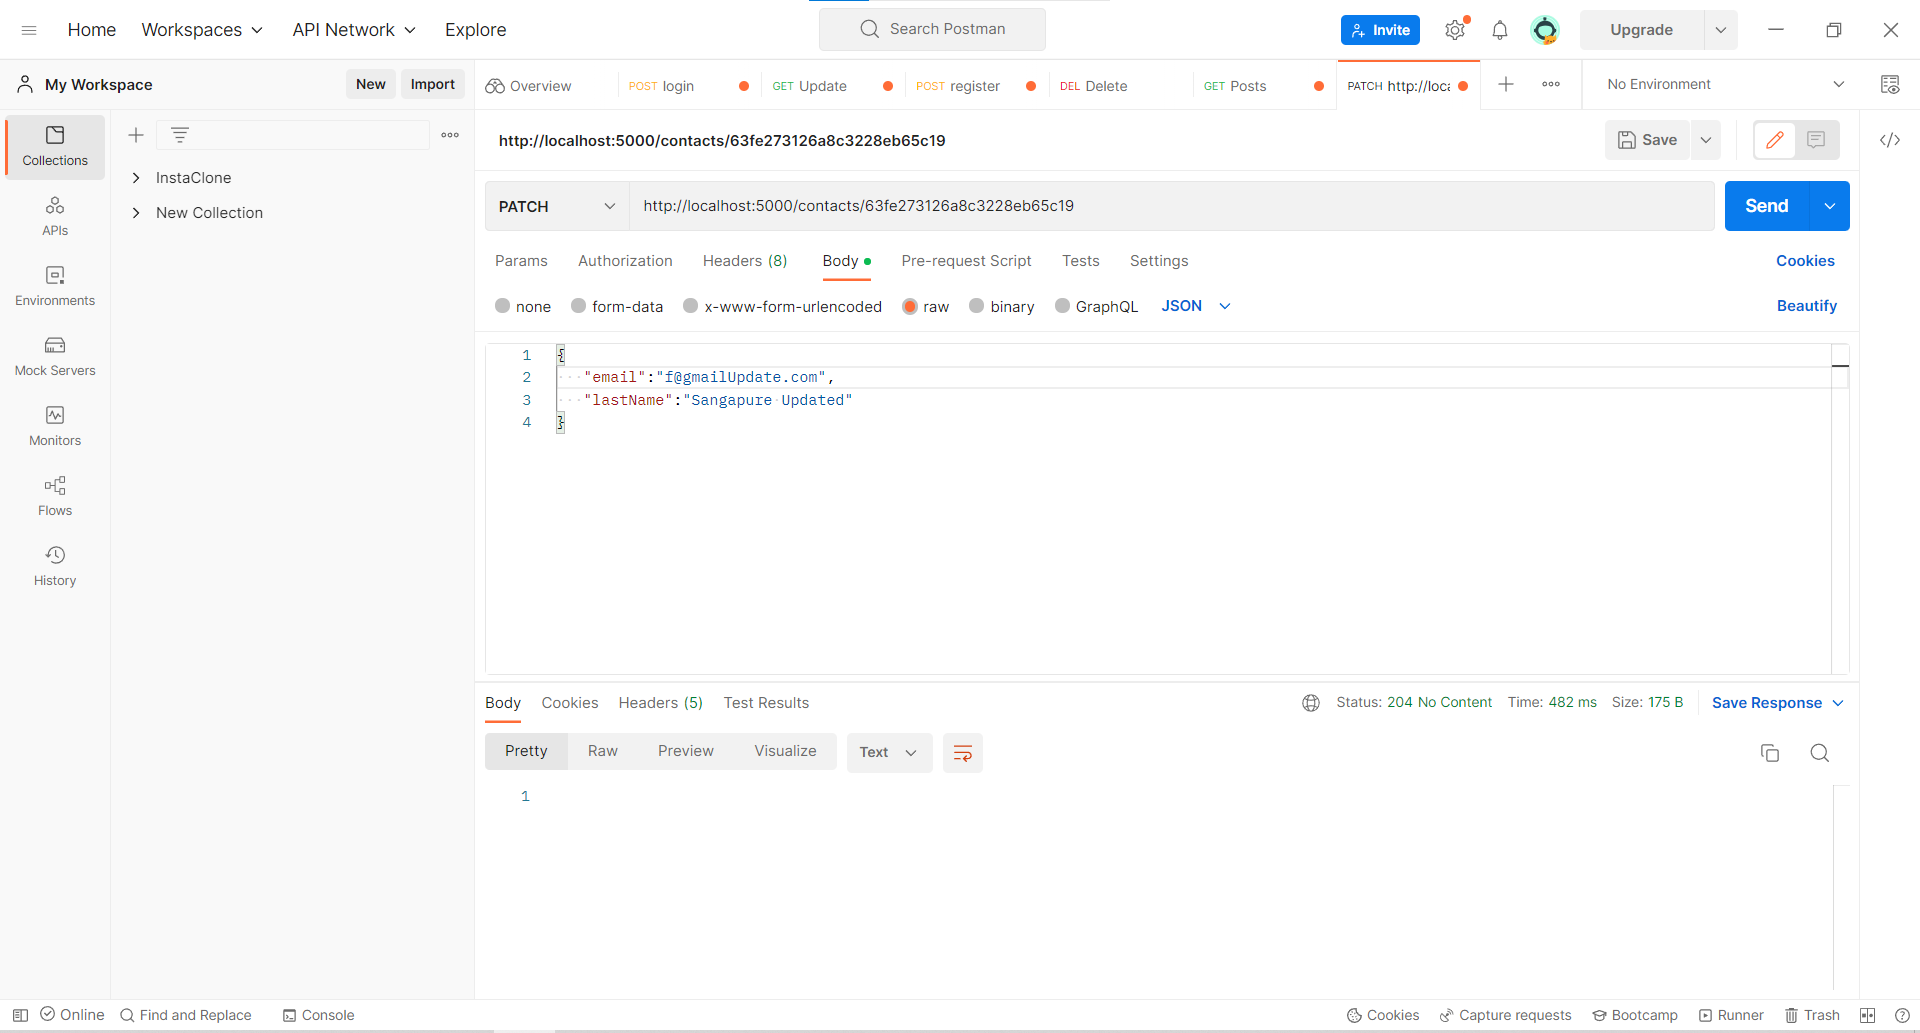 Home Workspaces API Network Explore Search Postman Invite Upgrade
My Workspace New Import Overview POST login GET Update POST register DEL Delete GET Posts PATCH http://loca No Environment
Collections
APIs
Environments
Mock Servers
Monitors
Flows
History
InstaClone
New Collection
http://localhost:5000/contacts/63fe273126a8c3228eb65c19 Save
PATCH http://localhost:5000/contacts/63fe273126a8c3228eb65c19 Send
Params Authorization Headers (8) Body Pre-request Script Tests Settings Cookies
none form-data x-www-form-urlencoded raw binary GraphQL JSON Beautify
1 {
2 "email":"f@gmailUpdate.com",
3 "lastName":"Sangapure Updated"
4 }
Body Cookies Headers (5) Test Results Status: 204 No Content Time: 482 ms Size: 175 B Save Response
Pretty Raw Preview Visualize Text
1
Online Find and Replace Console Cookies Capture requests Bootcamp Runner Trash